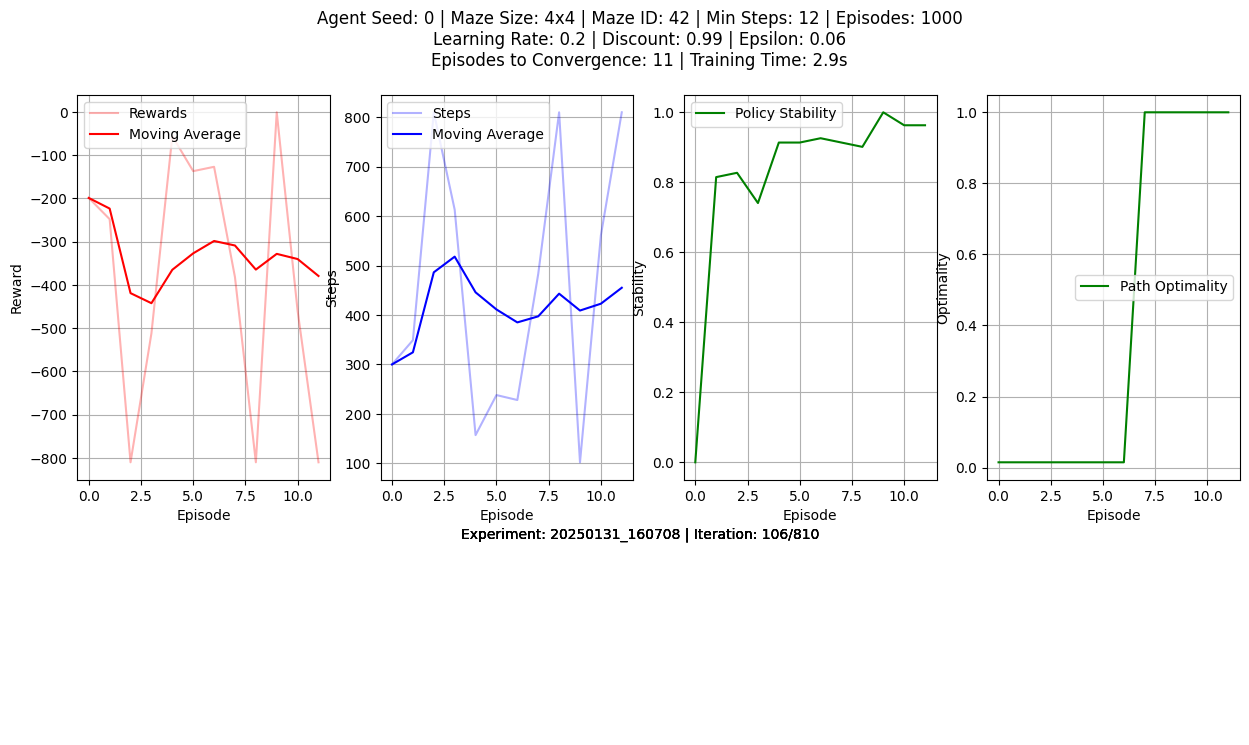 Agent Seed: 0 | Maze Size: 4x4 | Maze ID: 42 | Min Steps: 12 | Episodes: 1000
Learning Rate: 0.2 | Discount: 0.99 | Epsilon: 0.06
Episodes to Convergence: 11 | Training Time: 2.9s
Rewards
Moving Average
0
−100
−200
−300
−400
−500
−600
−700
−800
Reward
0.0
2.5
5.0
7.5
10.0
Episode
Steps
Moving Average
800
700
600
500
400
300
200
100
Steps
0.0
2.5
5.0
7.5
10.0
Episode
Policy Stability
1.0
0.8
0.6
0.4
0.2
0.0
Stability
0.0
2.5
5.0
7.5
10.0
Episode
Path Optimality
1.0
0.8
0.6
0.4
0.2
0.0
Optimality
0.0
2.5
5.0
7.5
10.0
Episode
Experiment: 20250131_160708 | Iteration: 106/810